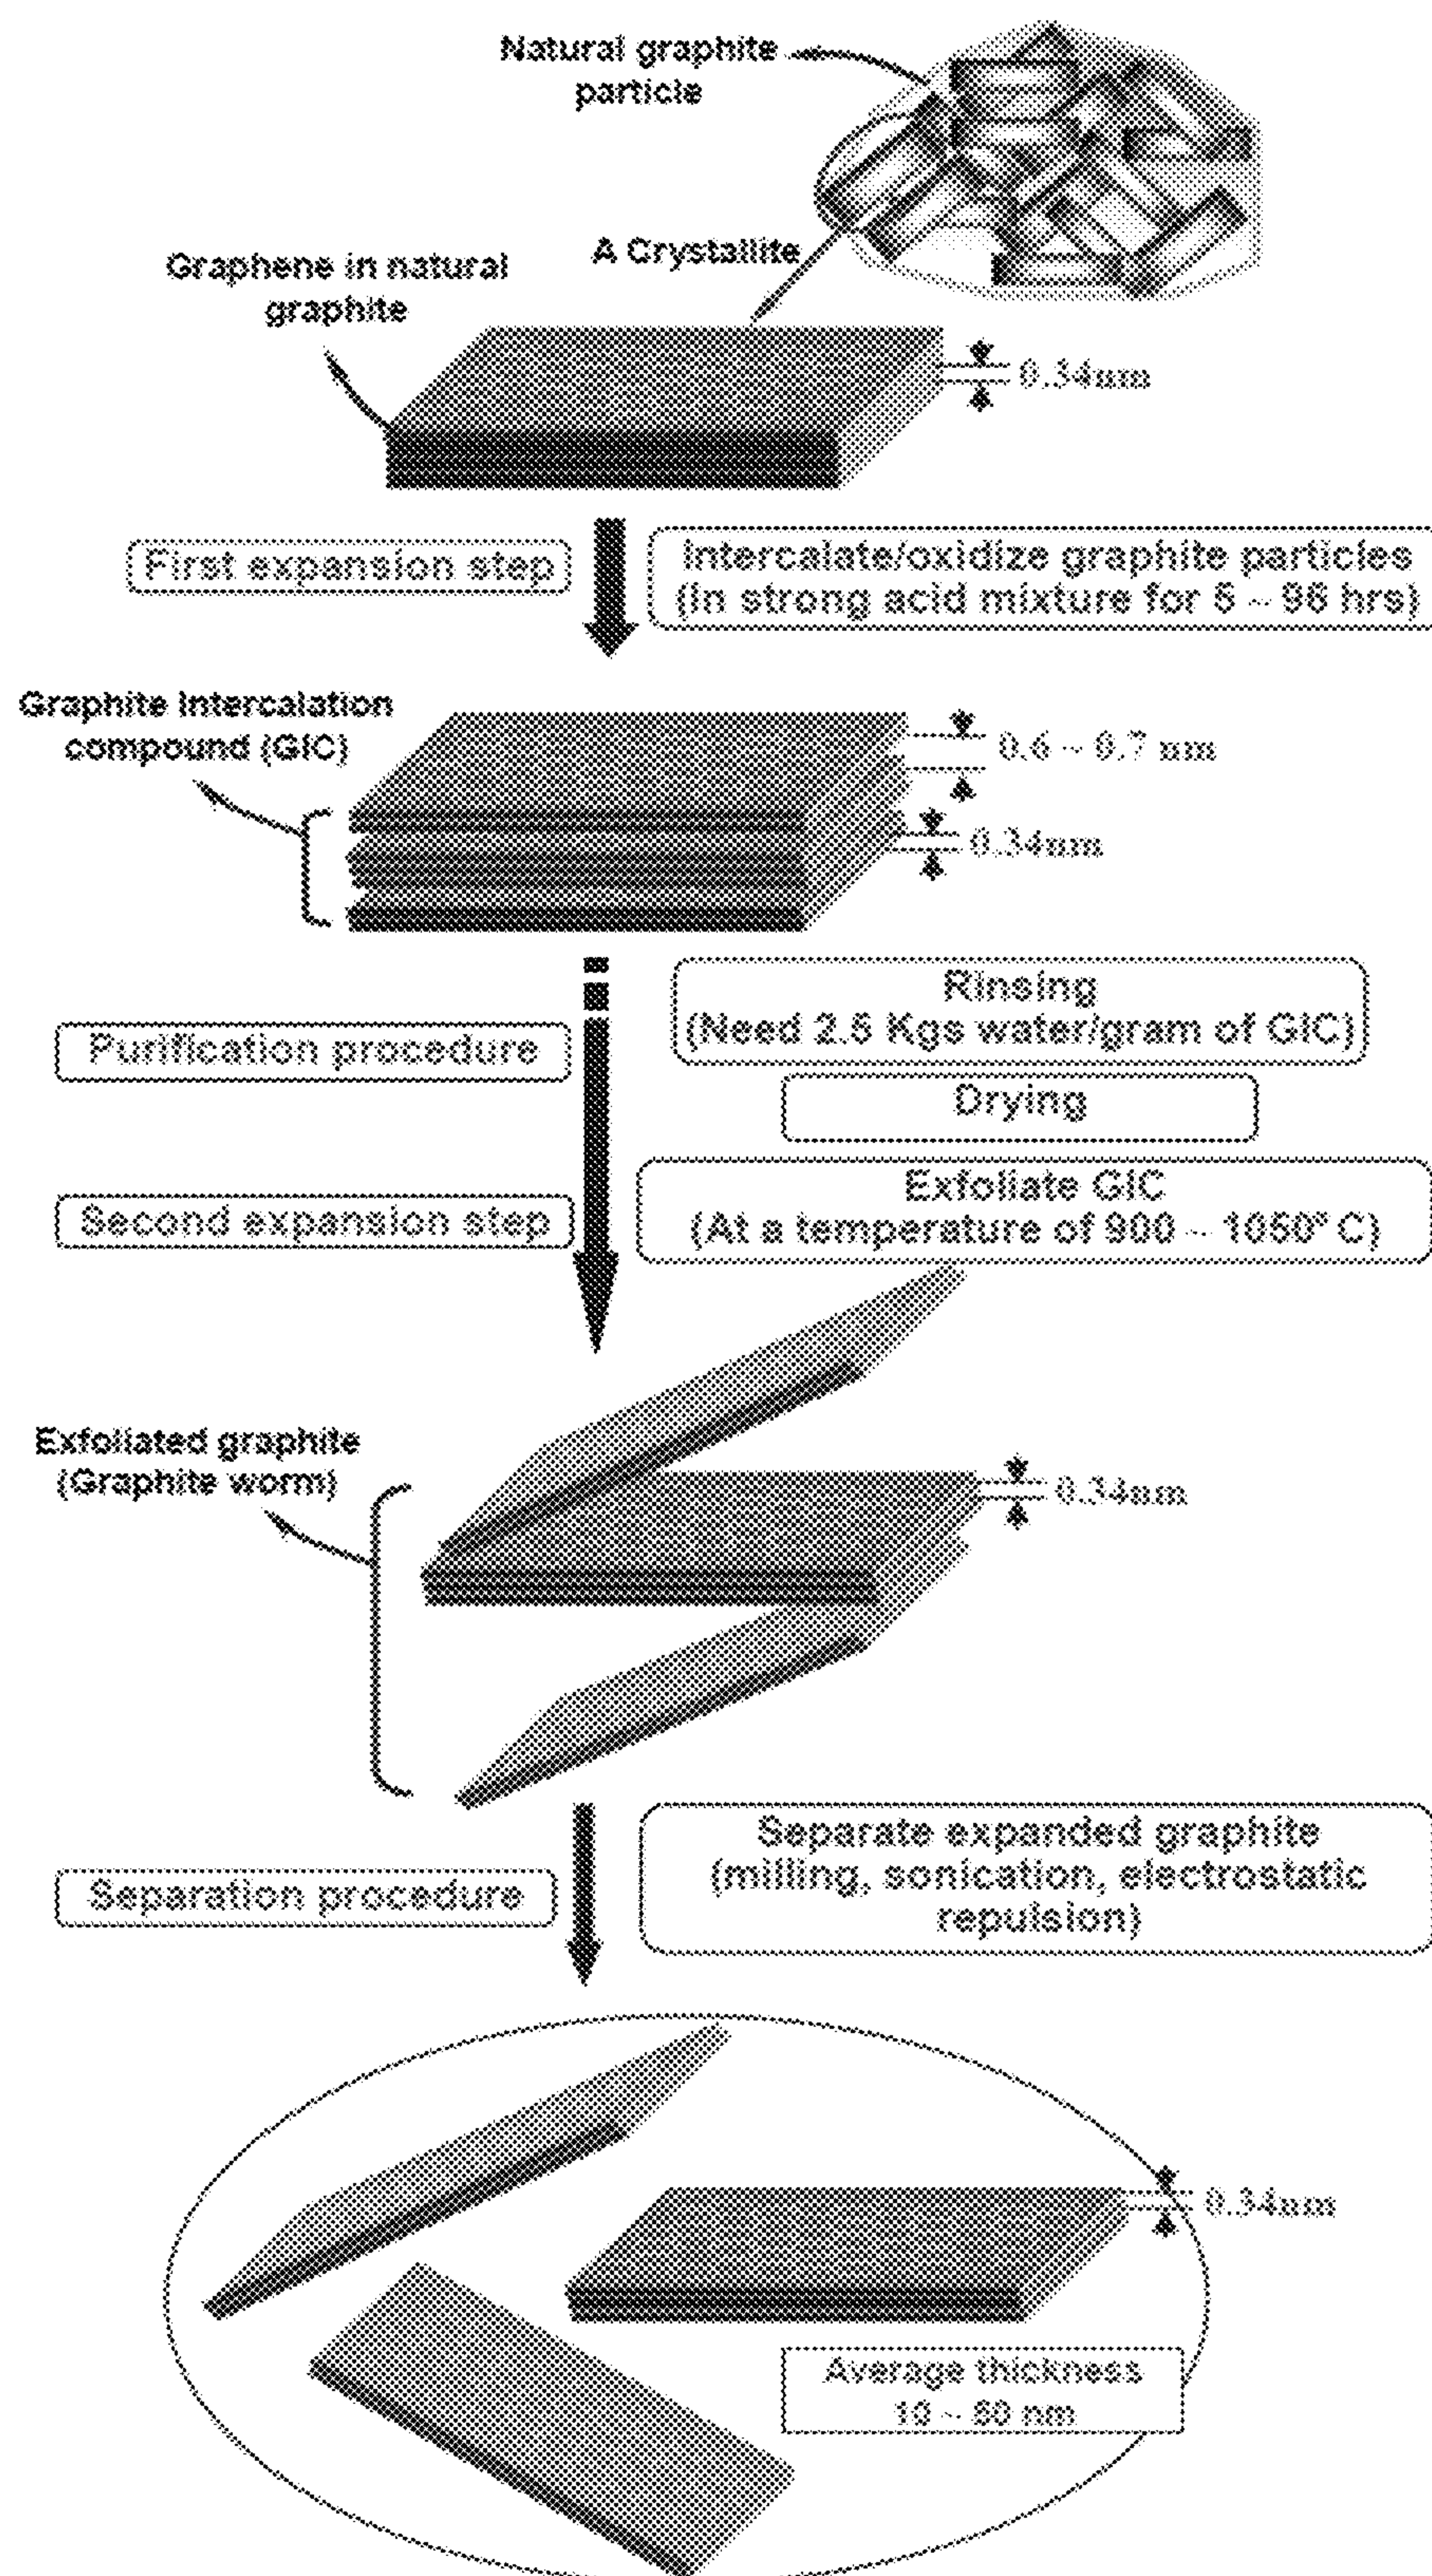 Natural graphite
particle
A Crystallite
Graphene in natural
graphite
0.34nm
First expansion step
Intercalate/oxidize graphite particles
(In strong acid mixture for 5 ~ 96 hrs)
Graphite Intercalation
compound (GIC)
0.6 ~ 0.7 nm
0.34nm
Rinsing
(Need 2.5 Kgs water/gram of GIC)
Purification procedure
Drying
Exfoliate GIC
(At a temperature of 900 ~ 1050° C)
Second expansion step
Exfoliated graphite
(Graphite worm)
0.34nm
Separate expanded graphite
(milling, sonication, electrostatic
repulsion)
Separation procedure
0.34nm
Average thickness
10 ~ 60 nm